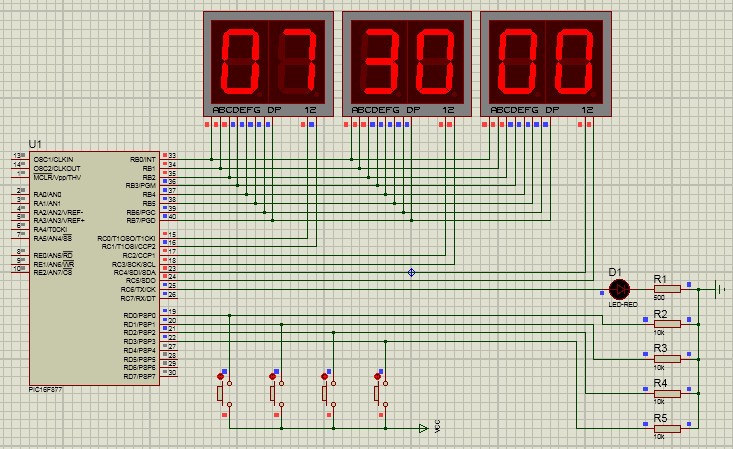 07 30 00
ABCDEFG DP 12 ABCDEFG DP 12 ABCDEFG DP 12
U1
13 OSC1/CLKIN RB0/INT 33
14 OSC2/CLKOUT RB1 34
1 MCLR/Vpp/THV RB2 35
RB3/PGM 36
2 RA0/AN0 RB4 37
3 RA1/AN1 RB5 38
4 RA2/AN2/VREF- RB6/PGC 39
5 RA3/AN3/VREF+ RB7/PGD 40
6 RA4/T0CKI
7 RA5/AN4/SS RC0/T1OSO/T1CKI 15
RC1/T1OSI/CCP2 16
8 RE0/AN5/RD RC2/CCP1 17
9 RE1/AN6/WR RC3/SCK/SCL 18
10 RE2/AN7/CS RC4/SDI/SDA 23
RC5/SDO 24
RC6/TX/CK 25
RC7/RX/DT 26
RD0/PSP0 19
RD1/PSP1 20
RD2/PSP2 21
RD3/PSP3 22
RD4/PSP4 27
RD5/PSP5 28
RD6/PSP6 29
RD7/PSP7 30
PIC16F877
D1
LED-RED
R1
500
R2
10k
R3
10k
R4
10k
R5
10k
VCC